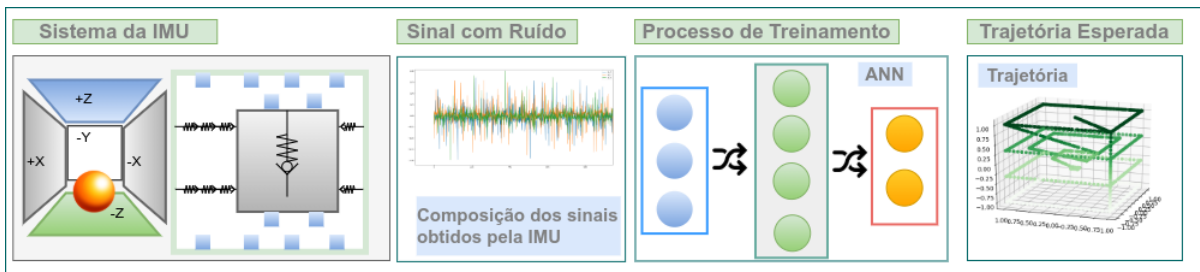 Sistema da IMU
Sinal com Ruído
Processo de Treinamento
Trajetória Esperada
+Z
-Y
+X
-X
-Z
Composição dos sinais
obtidos pela IMU
ANN
Trajetória
1.00
0.75
0.50
0.25
0.00
−0.25
−0.50
−0.75
−1.00